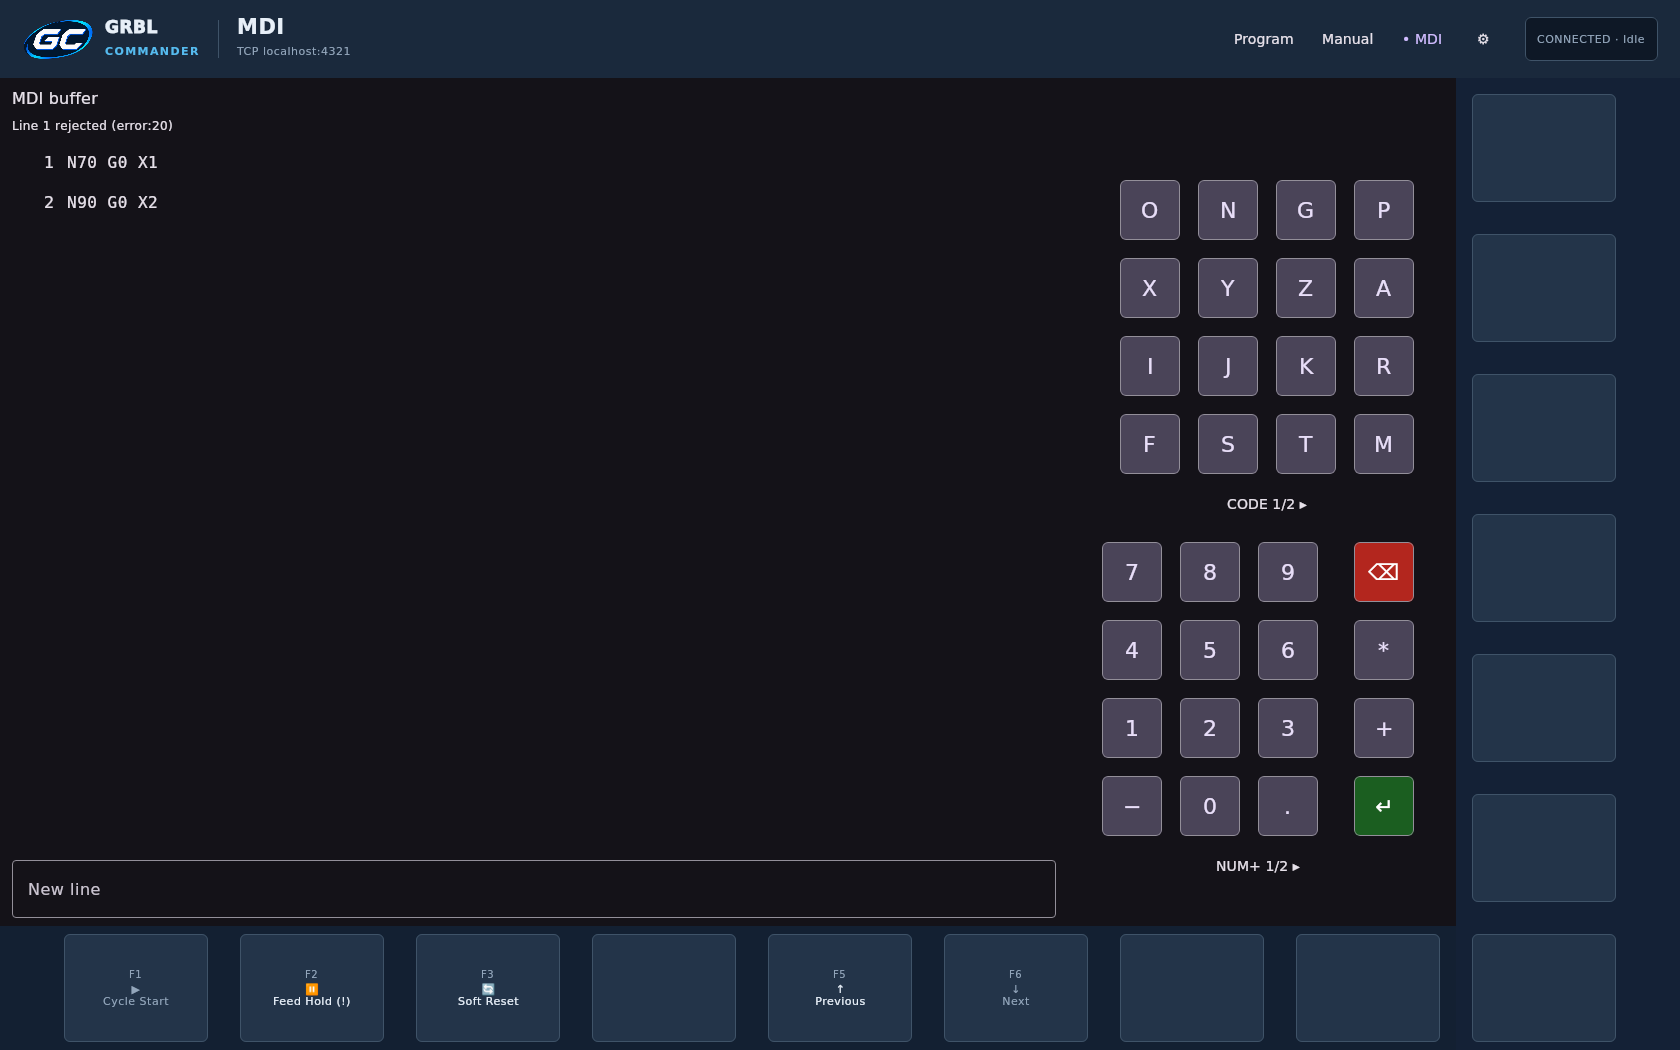 GC
GRBL
COMMANDER
MDI
TCP localhost:4321
Program
Manual
• MDI
⚙
CONNECTED · Idle
MDI buffer
Line 1 rejected (error:20)
1 N70 G0 X1
2 N90 G0 X2
O N G P
X Y Z A
I J K R
F S T M
CODE 1/2 ▸
7 8 9 ⌫
4 5 6 *
1 2 3 +
− 0 . ↵
NUM+ 1/2 ▸
New line
F1
▶
Cycle Start
F2
⏸
Feed Hold (!)
F3
🔄
Soft Reset
F5
↑
Previous
F6
↓
Next